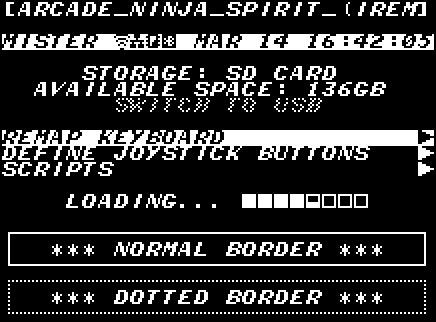 [ARCADE_NINJA_SPIRIT_(IREM]
MISTER MAR 14 16:42:05
STORAGE: SD CARD
AVAILABLE SPACE: 136GB
SWITCH TO USB
REMAP KEYBOARD
DEFINE JOYSTICK BUTTONS
SCRIPTS
LOADING...
*** NORMAL BORDER ***
*** DOTTED BORDER ***